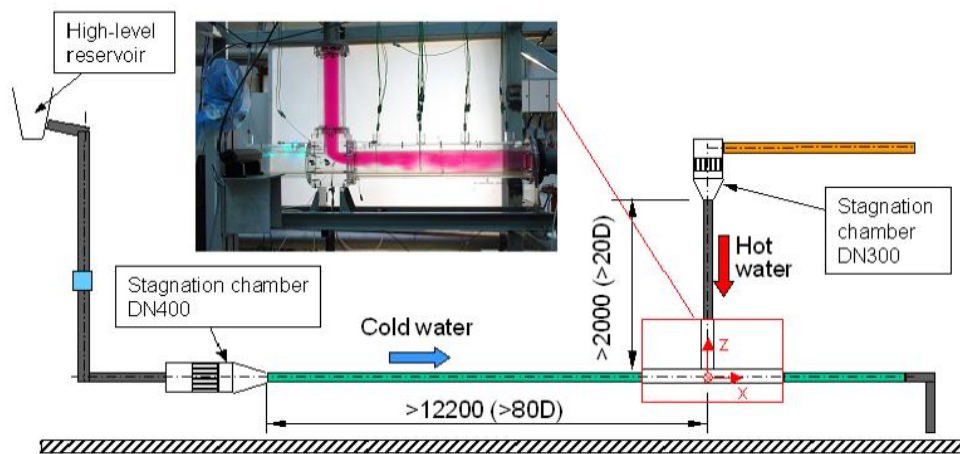 High-level
reservoir
Stagnation chamber
DN400
Cold water
>12200 (>80D)
>2000 (>20D)
Hot
water
Stagnation
chamber
DN300
Z
X